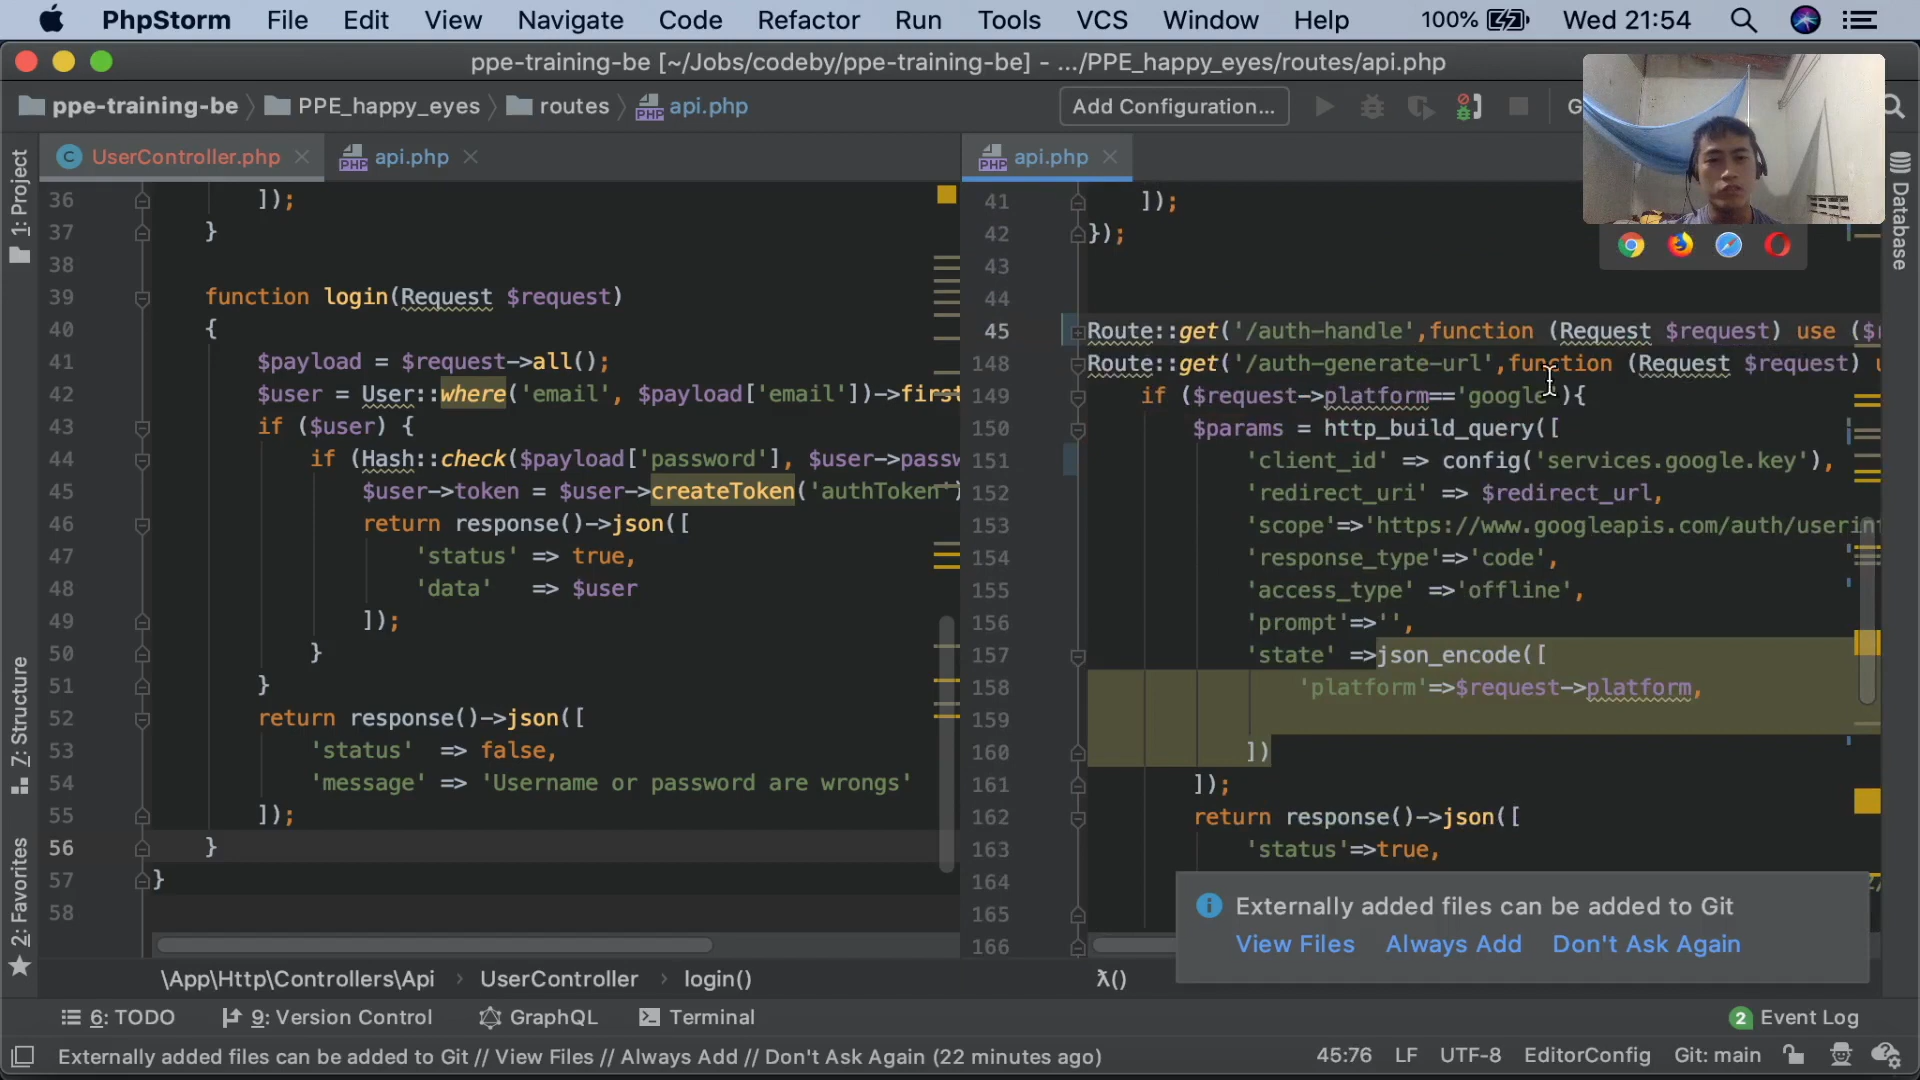 PhpStorm File Edit View Navigate Code Refactor Run Tools VCS Window Help 100% Wed 21:54
ppe-training-be [~/Jobs/codeby/ppe-training-be] - .../PPE_happy_eyes/routes/api.php
ppe-training-be PPE_happy_eyes routes api.php Add Configuration...
UserController.php api.php
36 ]);
37 }
38
39 function login(Request $request)
40 {
41 $payload = $request->all();
42 $user = User::where('email', $payload['email'])->first
43 if ($user) {
44 if (Hash::check($payload['password'], $user->passw
45 $user->token = $user->createToken('authToken')
46 return response()->json([
47 'status' => true,
48 'data' => $user
49 ]);
50 }
51 }
52 return response()->json([
53 'status' => false,
54 'message' => 'Username or password are wrongs'
55 ]);
56 }
57 }
58
\App\Http\Controllers\Api UserController login()
api.php
41 ]);
42 });
43
44
45 Route::get('/auth-handle',function (Request $request) use ($r
148 Route::get('/auth-generate-url',function (Request $request) u
149 if ($request->platform=='google'){
150 $params = http_build_query([
151 'client_id' => config('services.google.key'),
152 'redirect_uri' => $redirect_url,
153 'scope'=>'https://www.googleapis.com/auth/userin
154 'response_type'=>'code',
155 'access_type' =>'offline',
156 'prompt'=>'',
157 'state' =>json_encode([
158 'platform'=>$request->platform,
159
160 ])
161 ]);
162 return response()->json([
163 'status'=>true,
164
165
166
λ()
Externally added files can be added to Git
View Files Always Add Don't Ask Again
1: Project
7: Structure
2: Favorites
Database
6: TODO 9: Version Control GraphQL Terminal 2 Event Log
Externally added files can be added to Git // View Files // Always Add // Don't Ask Again (22 minutes ago) 45:76 LF UTF-8 EditorConfig Git: main